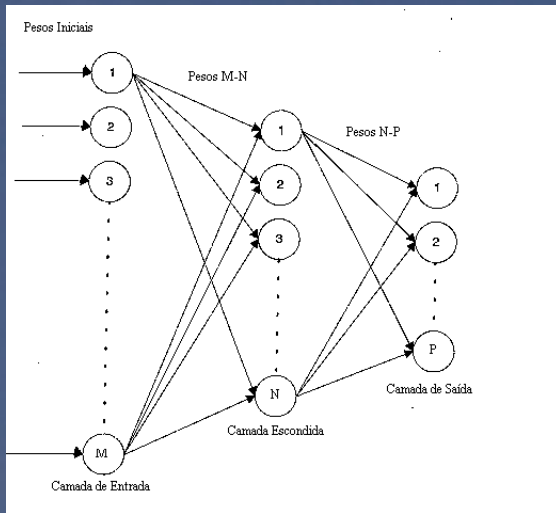 Pesos Iniciais
1
2
3
M
Camada de Entrada
Pesos M-N
1
2
3
N
Camada Escondida
Pesos N-P
1
2
P
Camada de Saída